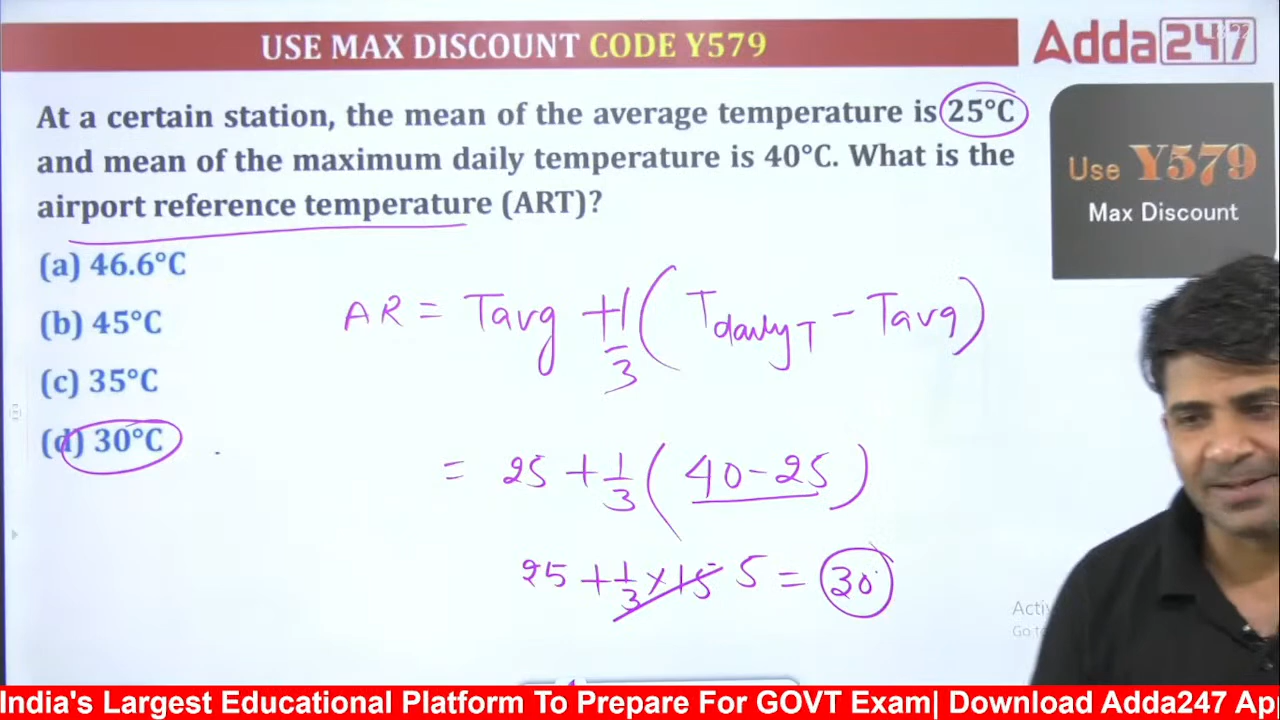 USE MAX DISCOUNT CODE Y579
Adda247
At a certain station, the mean of the average temperature is 25°C
and mean of the maximum daily temperature is 40°C. What is the
airport reference temperature (ART)?
Use Y579
Max Discount
(a) 46.6°C
(b) 45°C
(c) 35°C
(d) 30°C
AR = Tavg + 1/3 ( Tdaily T - Tavg )
= 25 + 1/3 ( 40 - 25 )
25 + 1/3 × 15 5 = 30
Go to
India's Largest Educational Platform To Prepare For GOVT Exam| Download Adda247 Ap